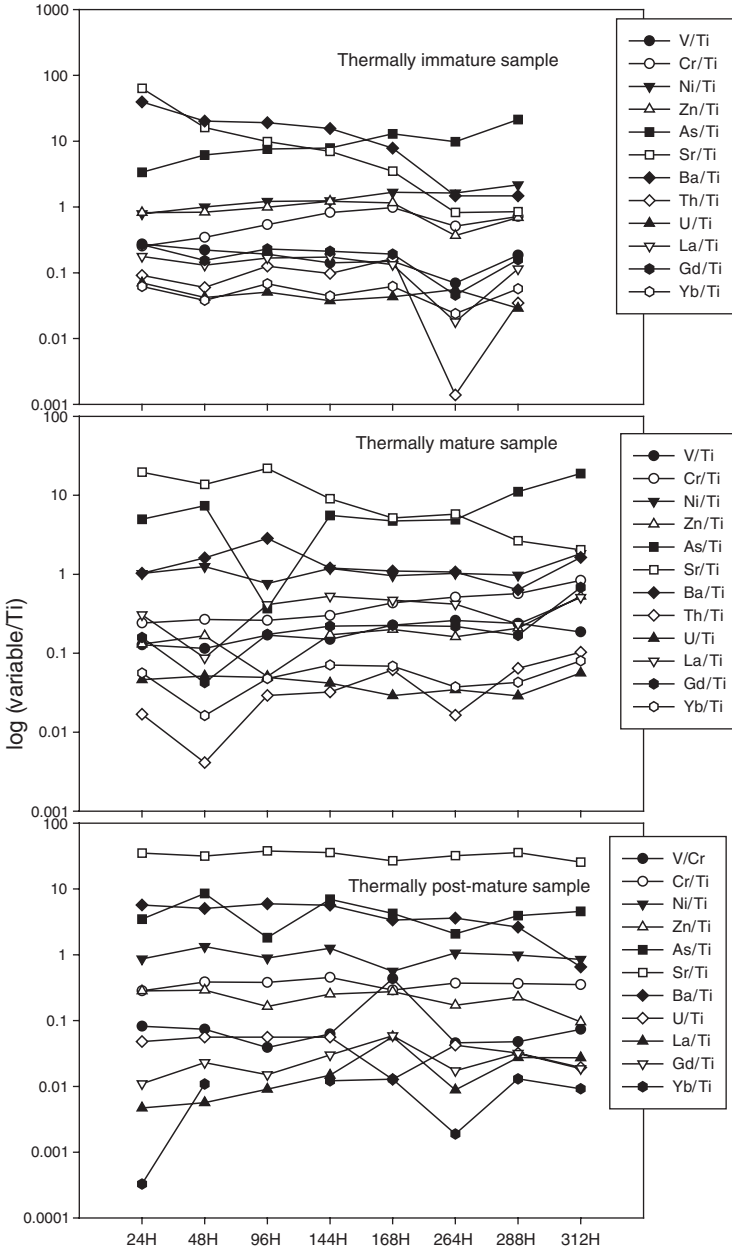 1000
100
10
1
0.1
0.01
0.001
Thermally immature sample
V/Ti
Cr/Ti
Ni/Ti
Zn/Ti
As/Ti
Sr/Ti
Ba/Ti
Th/Ti
U/Ti
La/Ti
Gd/Ti
Yb/Ti
log (variable/Ti)
100
10
1
0.1
0.01
0.001
Thermally mature sample
V/Ti
Cr/Ti
Ni/Ti
Zn/Ti
As/Ti
Sr/Ti
Ba/Ti
Th/Ti
U/Ti
La/Ti
Gd/Ti
Yb/Ti
100
10
1
0.1
0.01
0.001
0.0001
Thermally post-mature sample
V/Cr
Cr/Ti
Ni/Ti
Zn/Ti
As/Ti
Sr/Ti
Ba/Ti
U/Ti
La/Ti
Gd/Ti
Yb/Ti
24H 48H 96H 144H 168H 264H 288H 312H